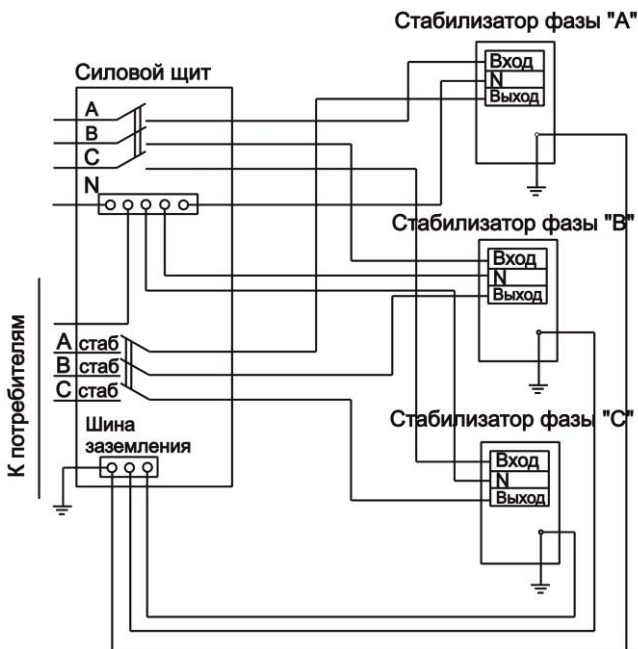 Стабилизатор фазы "А"
Вход
N
Выход
Силовой щит
А
В
С
N
Стабилизатор фазы "В"
Вход
N
Выход
К потребителям
А стаб
В стаб
С стаб
Шина
заземления
Стабилизатор фазы "С"
Вход
N
Выход